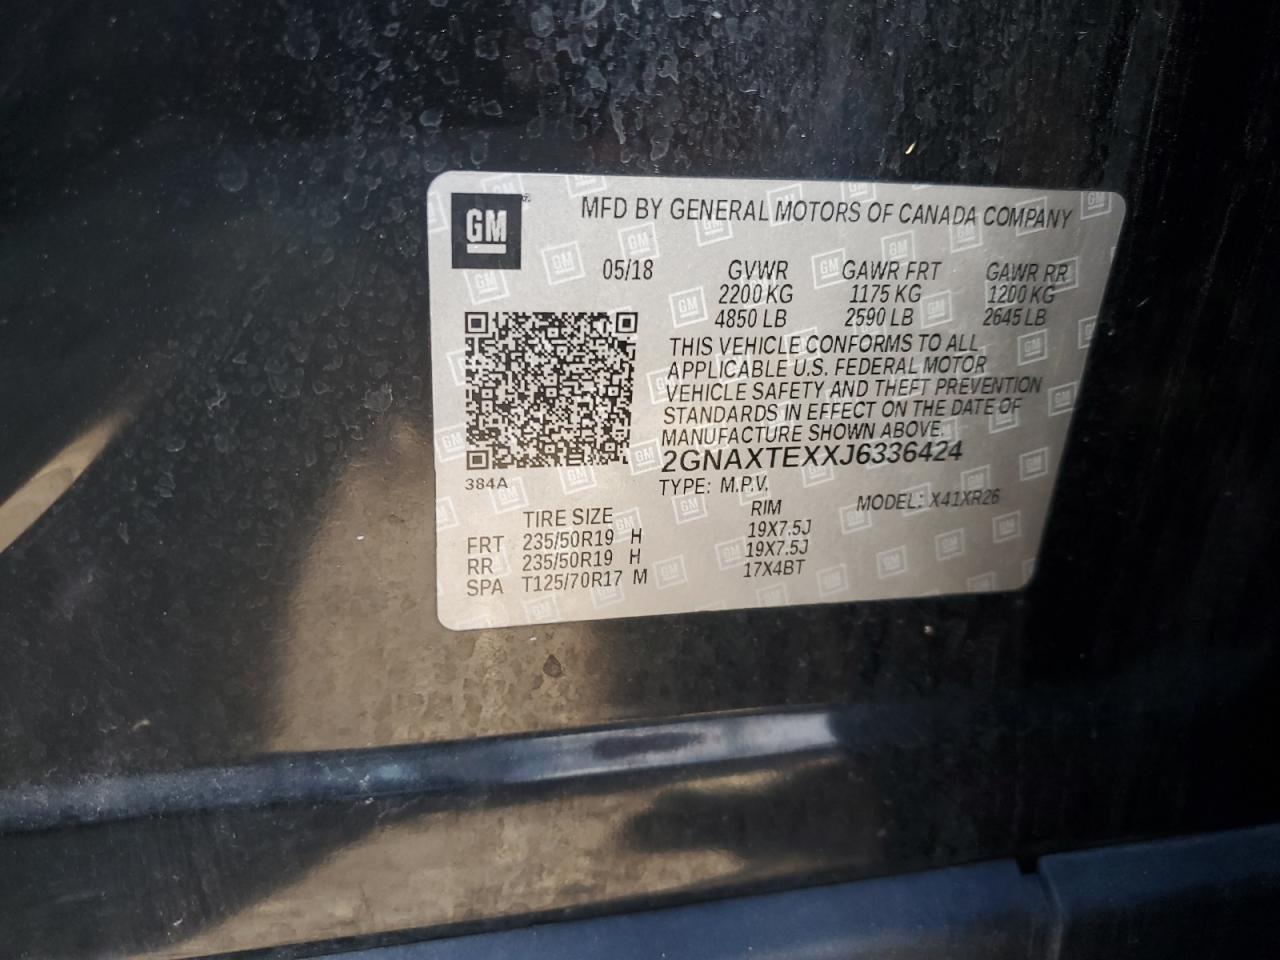 GM
MFD BY GENERAL MOTORS OF CANADA COMPANY
05/18 GVWR GAWR FRT GAWR RR
2200 KG 1175 KG 1200 KG
4850 LB 2590 LB 2645 LB
THIS VEHICLE CONFORMS TO ALL
APPLICABLE U.S. FEDERAL MOTOR
VEHICLE SAFETY AND THEFT PREVENTION
STANDARDS IN EFFECT ON THE DATE OF
MANUFACTURE SHOWN ABOVE.
2GNAXTEXXJ6336424
384A
TYPE: M.P.V. MODEL: X41XR26
TIRE SIZE RIM
FRT 235/50R19 H 19X7.5J
RR 235/50R19 H 19X7.5J
SPA T125/70R17 M 17X4BT